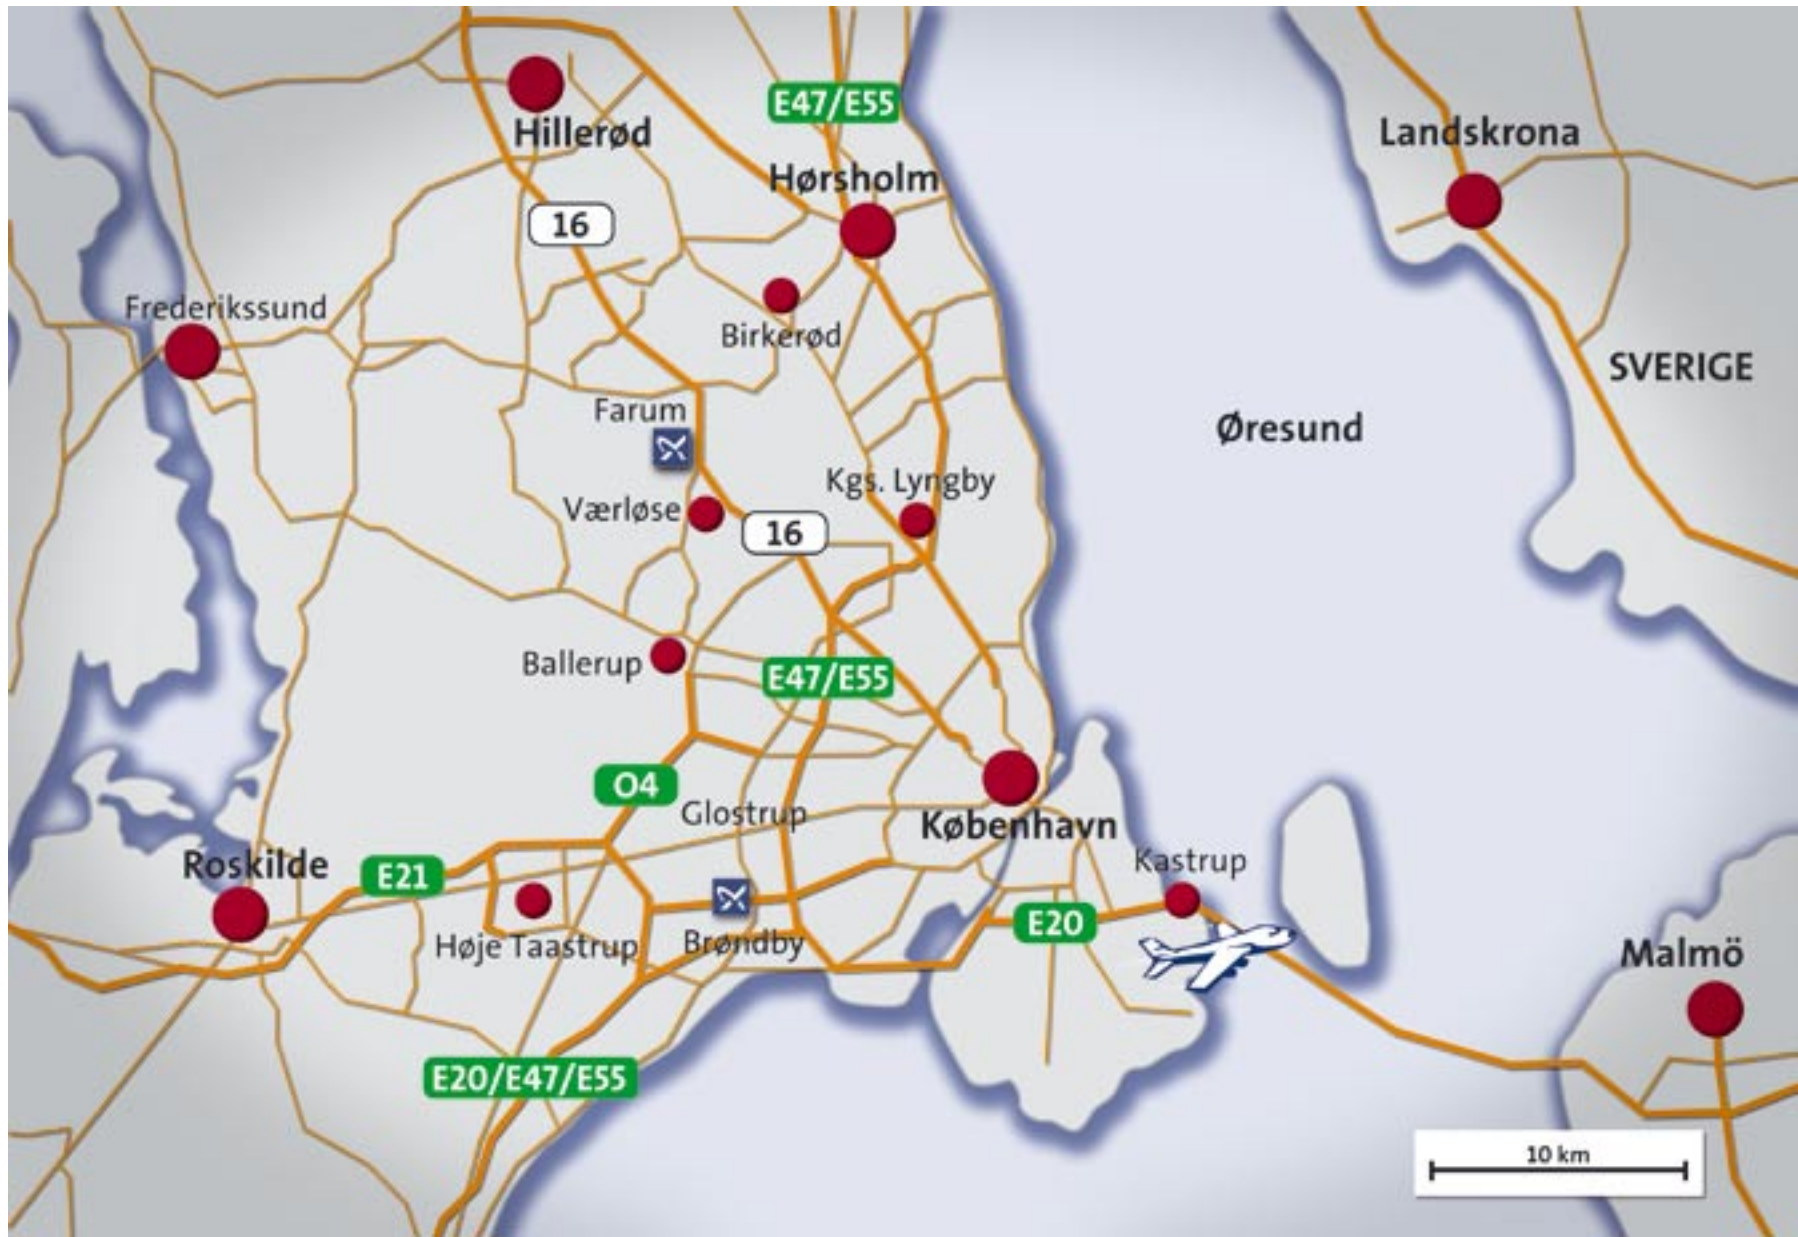 E47/E55
Hillerød
Landskrona
Hørsholm
16
Frederikssund
Birkerød
SVERIGE
Farum
Øresund
Kgs. Lyngby
Værløse
16
Ballerup
E47/E55
O4
Glostrup
København
Roskilde
E21
Kastrup
E20
Høje Taastrup
Brøndby
Malmö
E20/E47/E55
10 km